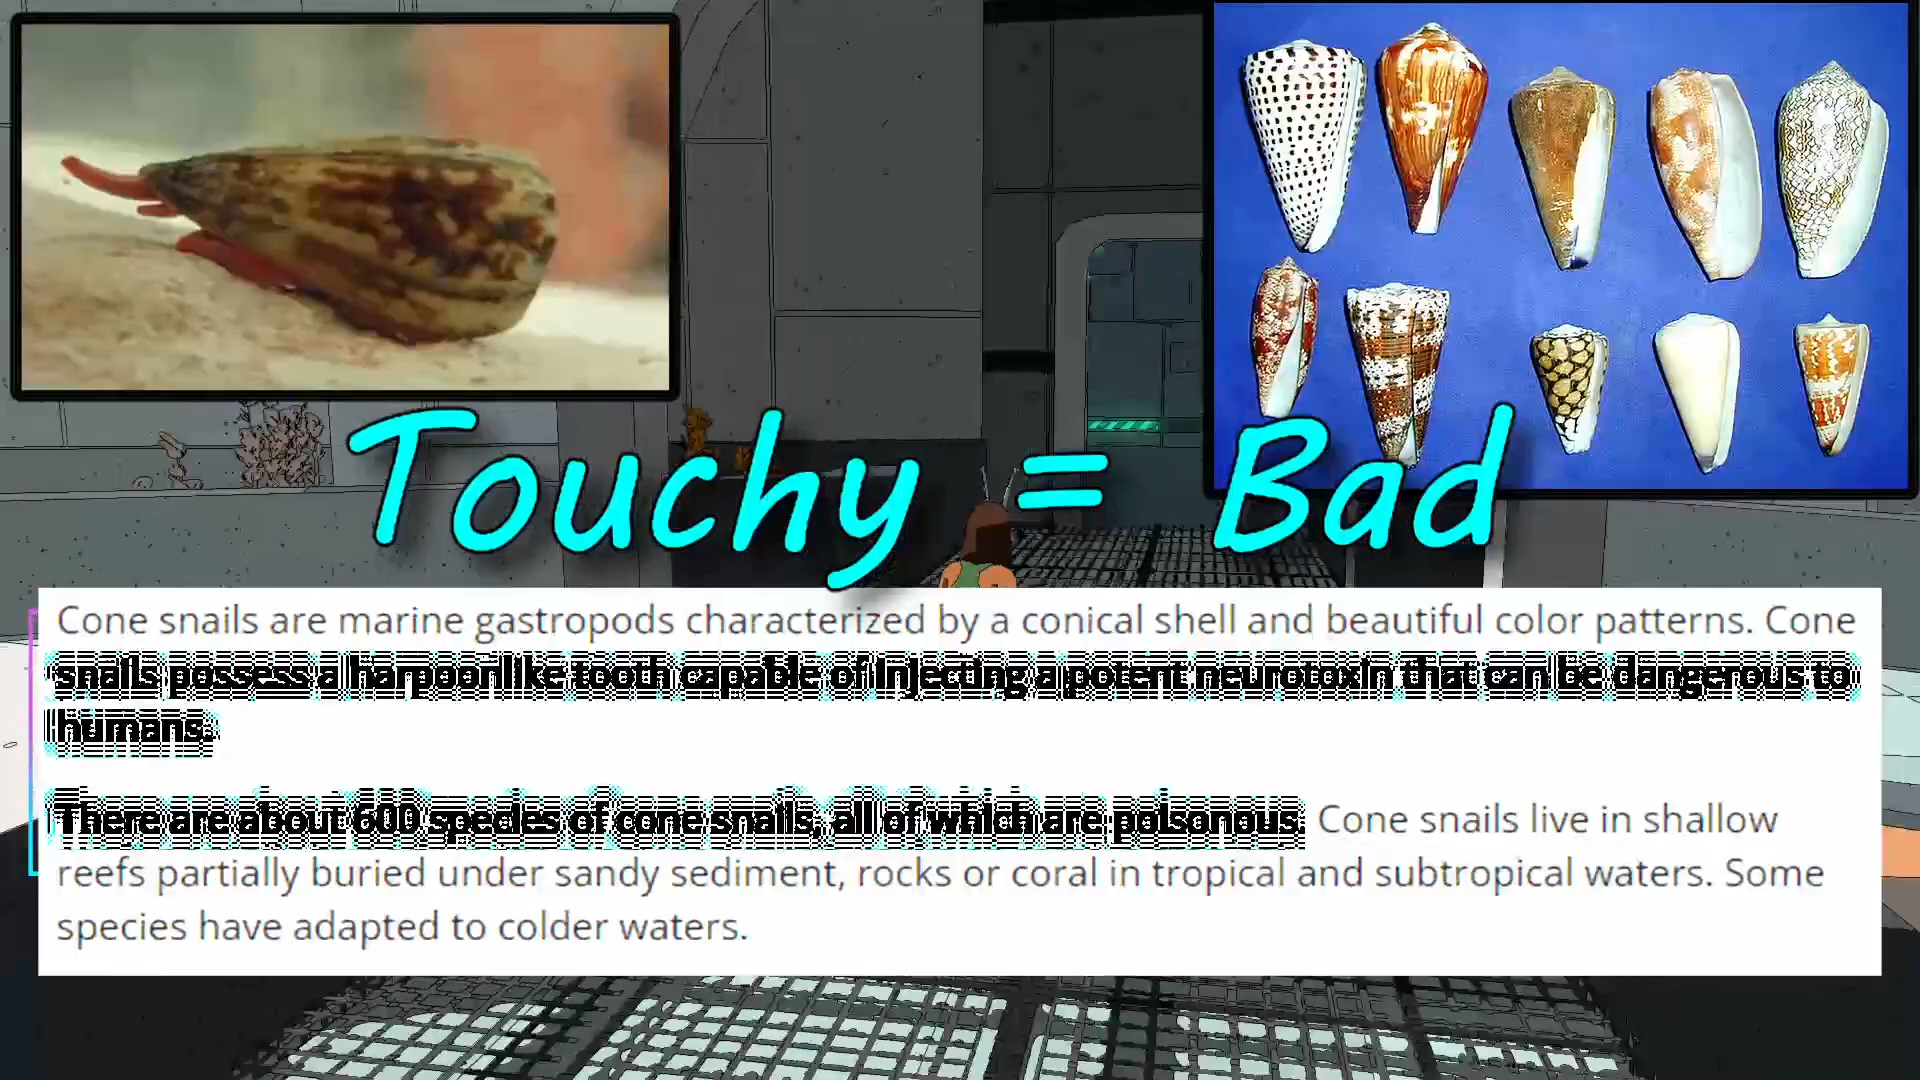 Touchy = Bad
Cone snails are marine gastropods characterized by a conical shell and beautiful color patterns. Cone
snails possess a harpoonlike tooth capable of injecting a potent neurotoxin that can be dangerous to
humans.
There are about 600 species of cone snails, all of which are poisonous. Cone snails live in shallow
reefs partially buried under sandy sediment, rocks or coral in tropical and subtropical waters. Some
species have adapted to colder waters.